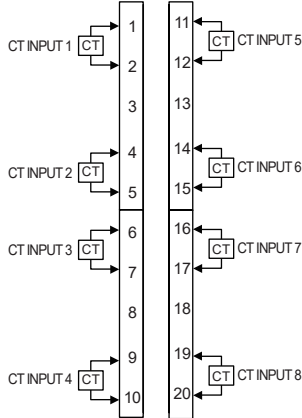 1 11
CT INPUT 1 CT CT CT INPUT 5
2 12
3 13
4 14
CT INPUT 2 CT CT CT INPUT 6
5 15
6 16
CT INPUT 3 CT CT CT INPUT 7
7 17
8 18
9 19
CT INPUT 4 CT CT CT INPUT 8
10 20